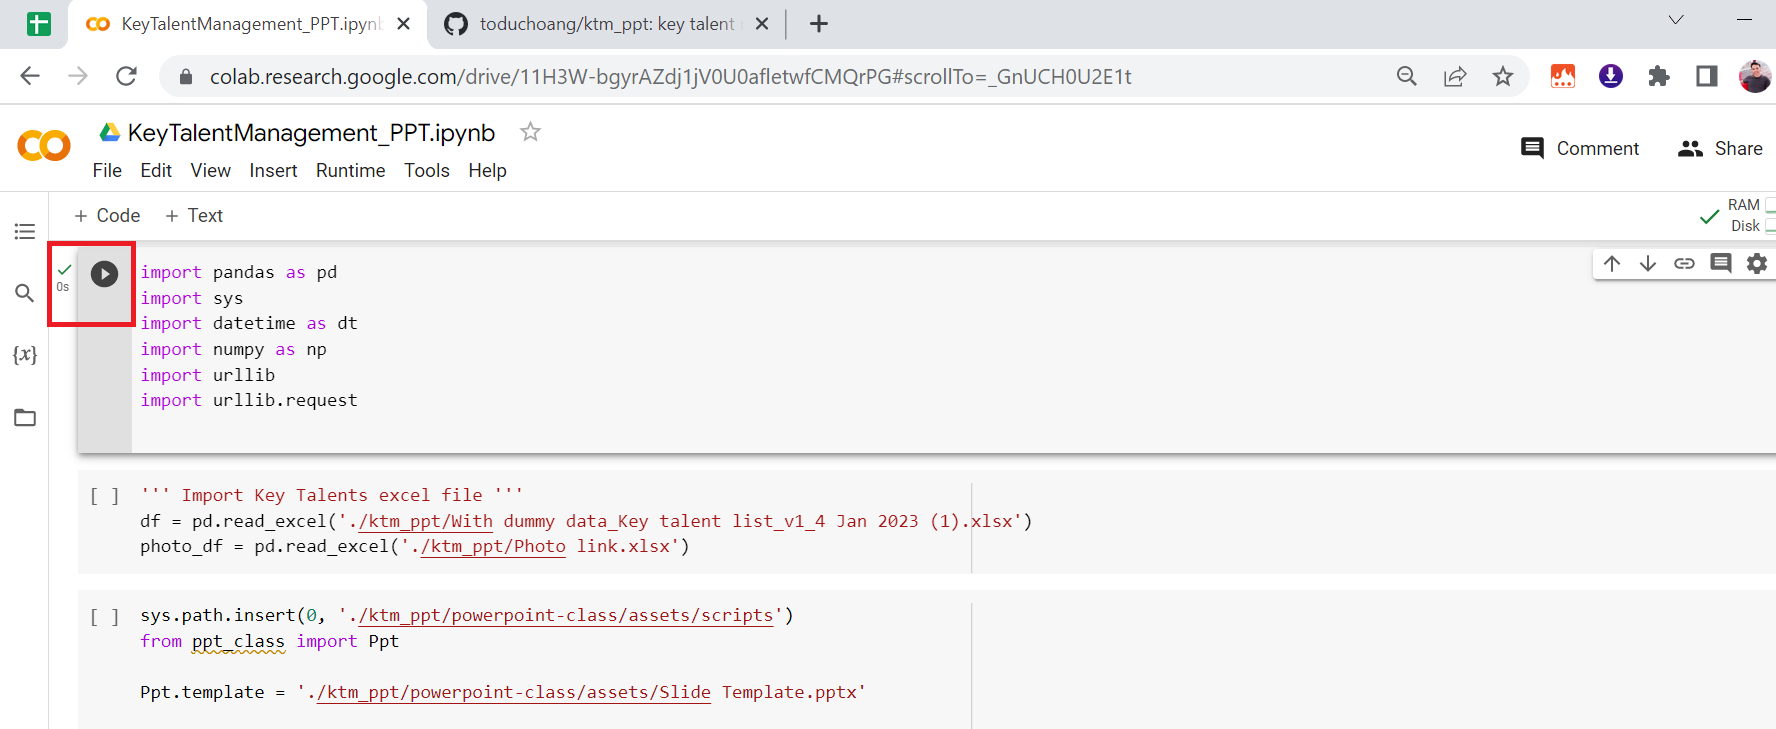 KeyTalentManagement_PPT.ipynb
toduchoang/ktm_ppt: key talent
colab.research.google.com/drive/11H3W-bgyrAZdj1jV0U0afletwfCMQrPG#scrollTo=_GnUCH0U2E1t
KeyTalentManagement_PPT.ipynb
Comment
Share
File Edit View Insert Runtime Tools Help
+ Code + Text
RAM
Disk
0s
import pandas as pd
import sys
import datetime as dt
import numpy as np
import urllib
import urllib.request
{x}
[ ] ''' Import Key Talents excel file '''
df = pd.read_excel('./ktm_ppt/With dummy data_Key talent list_v1_4 Jan 2023 (1).xlsx')
photo_df = pd.read_excel('./ktm_ppt/Photo link.xlsx')
[ ] sys.path.insert(0, './ktm_ppt/powerpoint-class/assets/scripts')
from ppt_class import Ppt
Ppt.template = './ktm_ppt/powerpoint-class/assets/Slide Template.pptx'